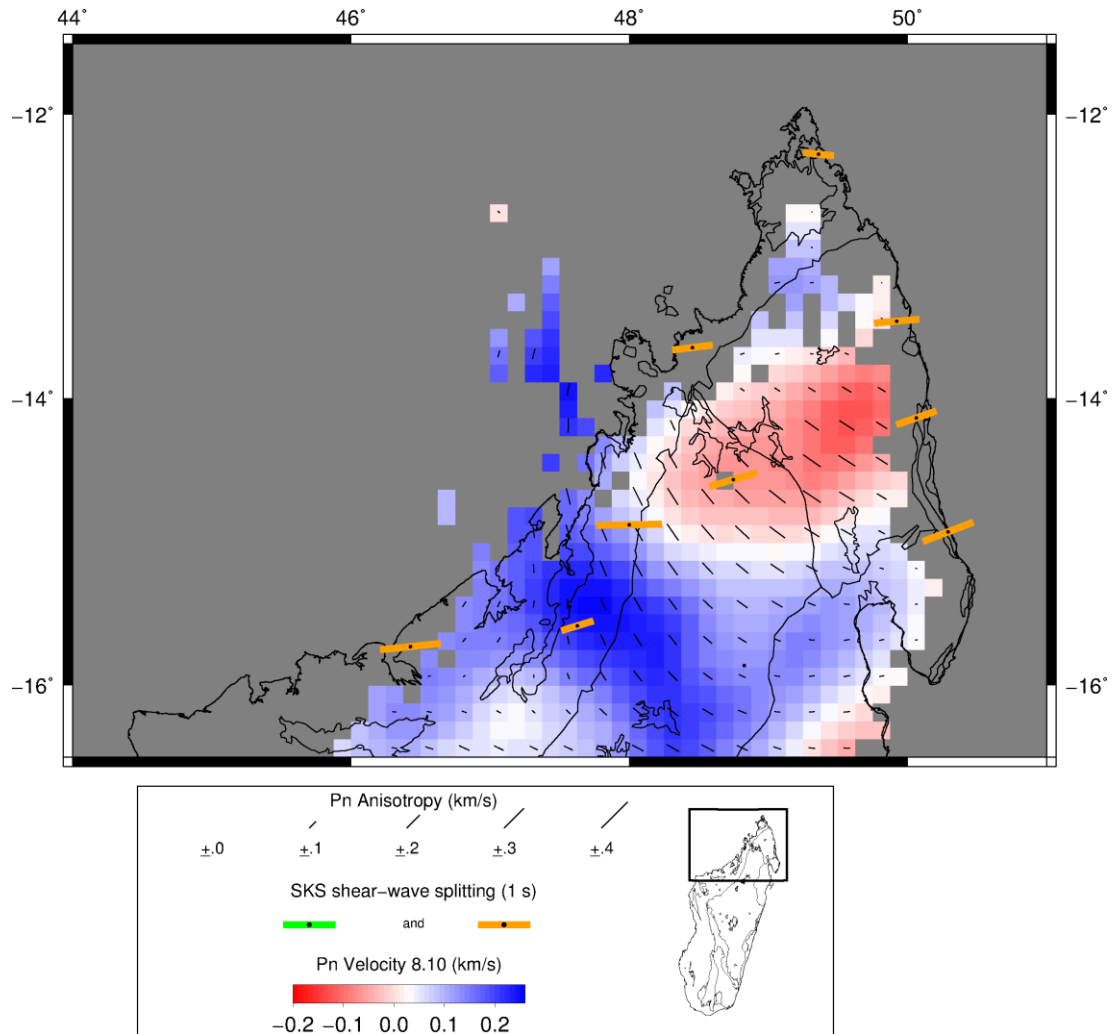 44° 46° 48° 50°
−12° −12°
−14° −14°
−16° −16°
Pn Anisotropy (km/s)
±.0 ±.1 ±.2 ±.3 ±.4
SKS shear−wave splitting (1 s)
and
Pn Velocity 8.10 (km/s)
−0.2 −0.1 0.0 0.1 0.2